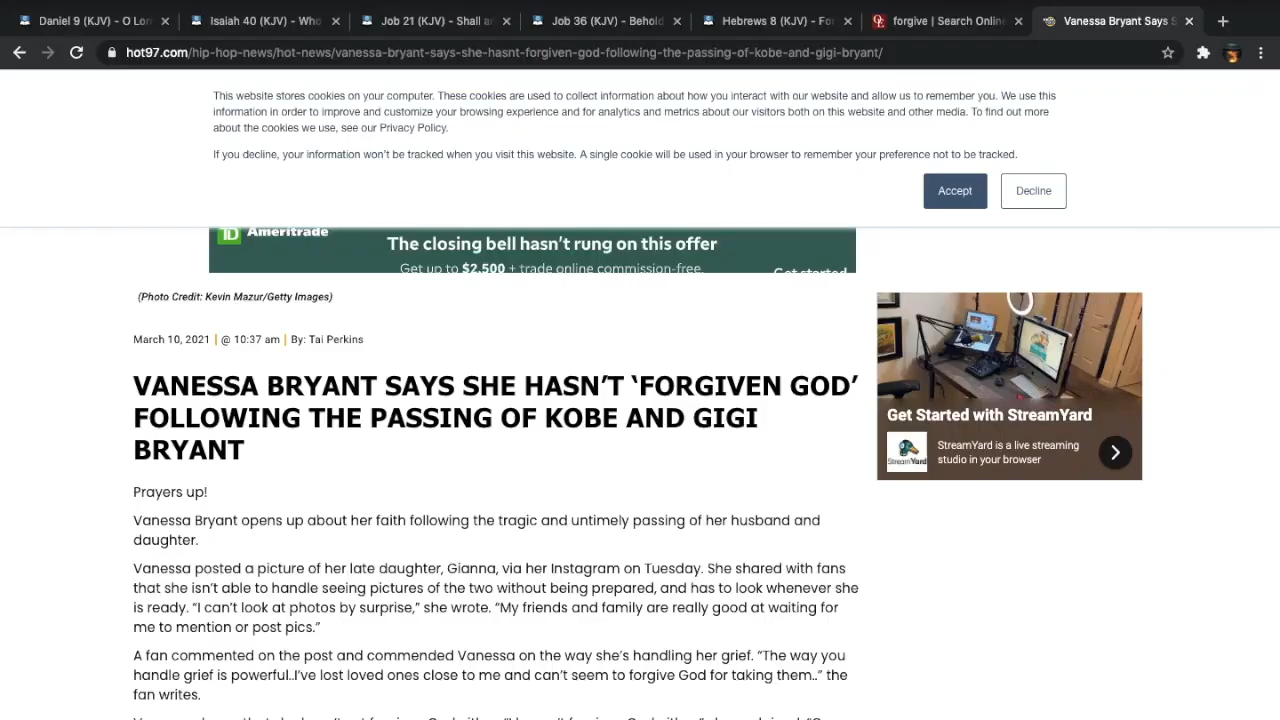 Daniel 9 (KJV) - O Lor
Isaiah 40 (KJV) - Who
Job 21 (KJV) - Shall a
Job 36 (KJV) - Behold
Hebrews 8 (KJV) - For
forgive | Search Online
Vanessa Bryant Says S
hot97.com/hip-hop-news/hot-news/vanessa-bryant-says-she-hasnt-forgiven-god-following-the-passing-of-kobe-and-gigi-bryant/
This website stores cookies on your computer. These cookies are used to collect information about how you interact with our website and allow us to remember you. We use this
information in order to improve and customize your browsing experience and for analytics and metrics about our visitors both on this website and other media. To find out more
about the cookies we use, see our Privacy Policy.
If you decline, your information won't be tracked when you visit this website. A single cookie will be used in your browser to remember your preference not to be tracked.
Accept
Decline
TD Ameritrade
The closing bell hasn't rung on this offer
Get up to $2,500 + trade online commission-free.
Get started
(Photo Credit: Kevin Mazur/Getty Images)
March 10, 2021 | @ 10:37 am | By: Tai Perkins
VANESSA BRYANT SAYS SHE HASN'T ‘FORGIVEN GOD’
FOLLOWING THE PASSING OF KOBE AND GIGI
BRYANT
Get Started with StreamYard
StreamYard
StreamYard is a live streaming
studio in your browser
Prayers up!
Vanessa Bryant opens up about her faith following the tragic and untimely passing of her husband and
daughter.
Vanessa posted a picture of her late daughter, Gianna, via her Instagram on Tuesday. She shared with fans
that she isn't able to handle seeing pictures of the two without being prepared, and has to look whenever she
is ready. “I can't look at photos by surprise,” she wrote. “My friends and family are really good at waiting for
me to mention or post pics.”
A fan commented on the post and commended Vanessa on the way she's handling her grief. “The way you
handle grief is powerful..I've lost loved ones close to me and can't seem to forgive God for taking them..” the
fan writes.